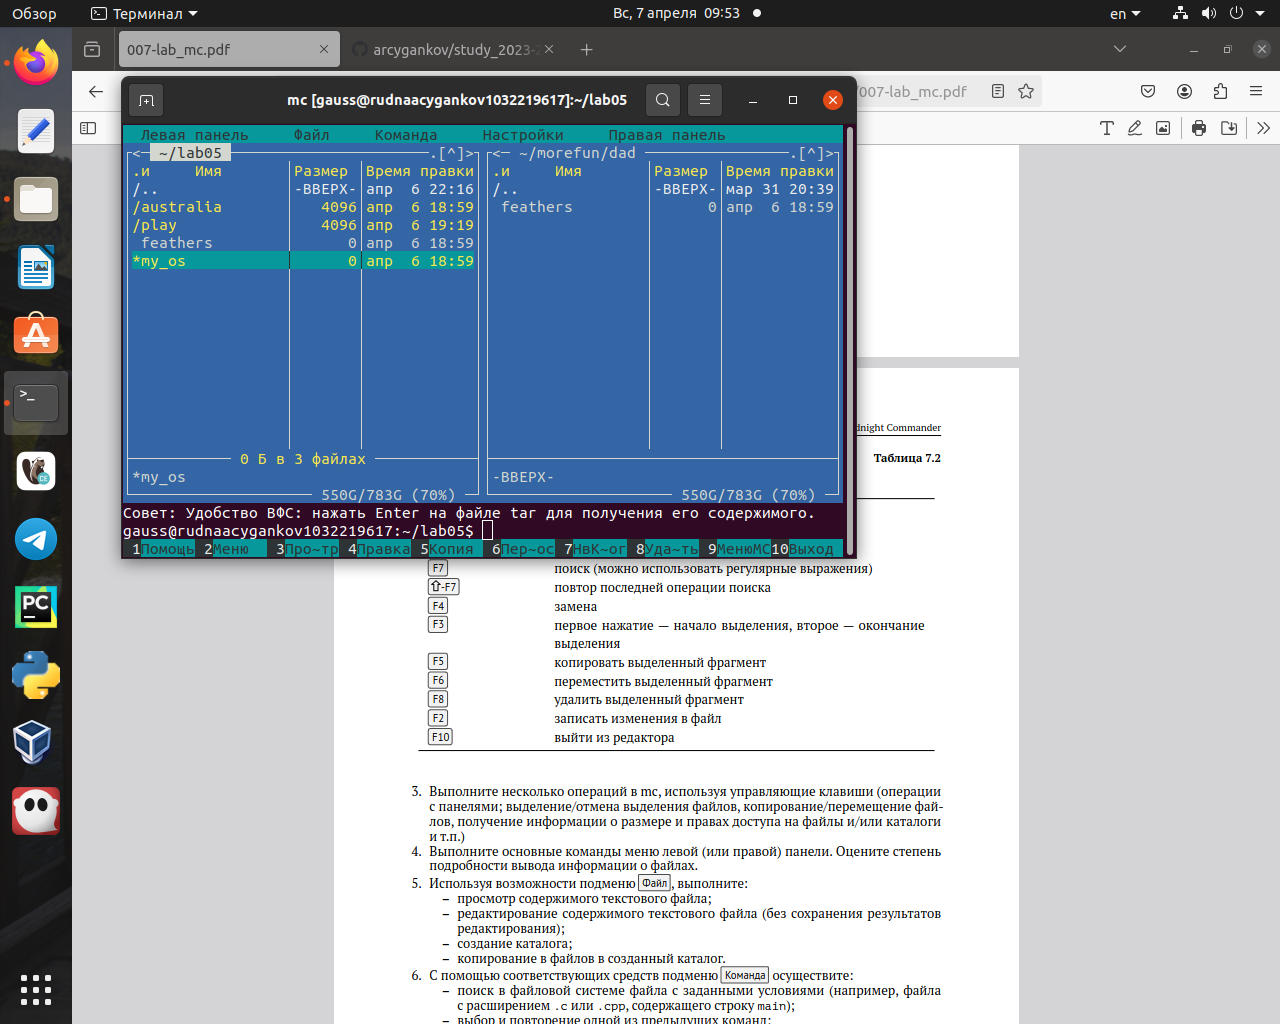 Обзор
Терминал
Вс, 7 апреля 09:53
en
007-lab_mc.pdf
arcygankov/study_2023-2
/007-lab_mc.pdf
mc [gauss@rudnaacygankov1032219617]:~/lab05
Левая панель Файл Команда Настройки Правая панель
<─ ~/lab05 .[^]> <─ ~/morefun/dad .[^]>
.и Имя Размер Время правки .и Имя Размер Время правки
/.. -ВВЕРХ- апр 6 22:16 /.. -ВВЕРХ- мар 31 20:39
/australia 4096 апр 6 18:59 feathers 0 апр 6 18:59
/play 4096 апр 6 19:19
feathers 0 апр 6 18:59
*my_os 0 апр 6 18:59
0 Б в 3 файлах
*my_os -ВВЕРХ-
550G/783G (70%) 550G/783G (70%)
Совет: Удобство ВФС: нажать Enter на файле tar для получения его содержимого.
gauss@rudnaacygankov1032219617:~/lab05$
1Помощь 2Меню 3Про~тр 4Правка 5Копия 6Пер~ос 7НвК~ог 8Уда~ть 9МенюMC 10Выход
dnight Commander
Таблица 7.2
F7 поиск (можно использовать регулярные выражения)
⇧-F7 повтор последней операции поиска
F4 замена
F3 первое нажатие — начало выделения, второе — окончание
выделения
F5 копировать выделенный фрагмент
F6 переместить выделенный фрагмент
F8 удалить выделенный фрагмент
F2 записать изменения в файл
F10 выйти из редактора
3. Выполните несколько операций в mc, используя управляющие клавиши (операции
с панелями; выделение/отмена выделения файлов, копирование/перемещение фай-
лов, получение информации о размере и правах доступа на файлы и/или каталоги
и т.п.)
4. Выполните основные команды меню левой (или правой) панели. Оцените степень
подробности вывода информации о файлах.
5. Используя возможности подменю Файл, выполните:
– просмотр содержимого текстового файла;
– редактирование содержимого текстового файла (без сохранения результатов
редактирования);
– создание каталога;
– копирование в файлов в созданный каталог.
6. С помощью соответствующих средств подменю Команда осуществите:
– поиск в файловой системе файла с заданными условиями (например, файла
с расширением .c или .cpp, содержащего строку main);
– выбор и повторение одной из предыдущих команд;